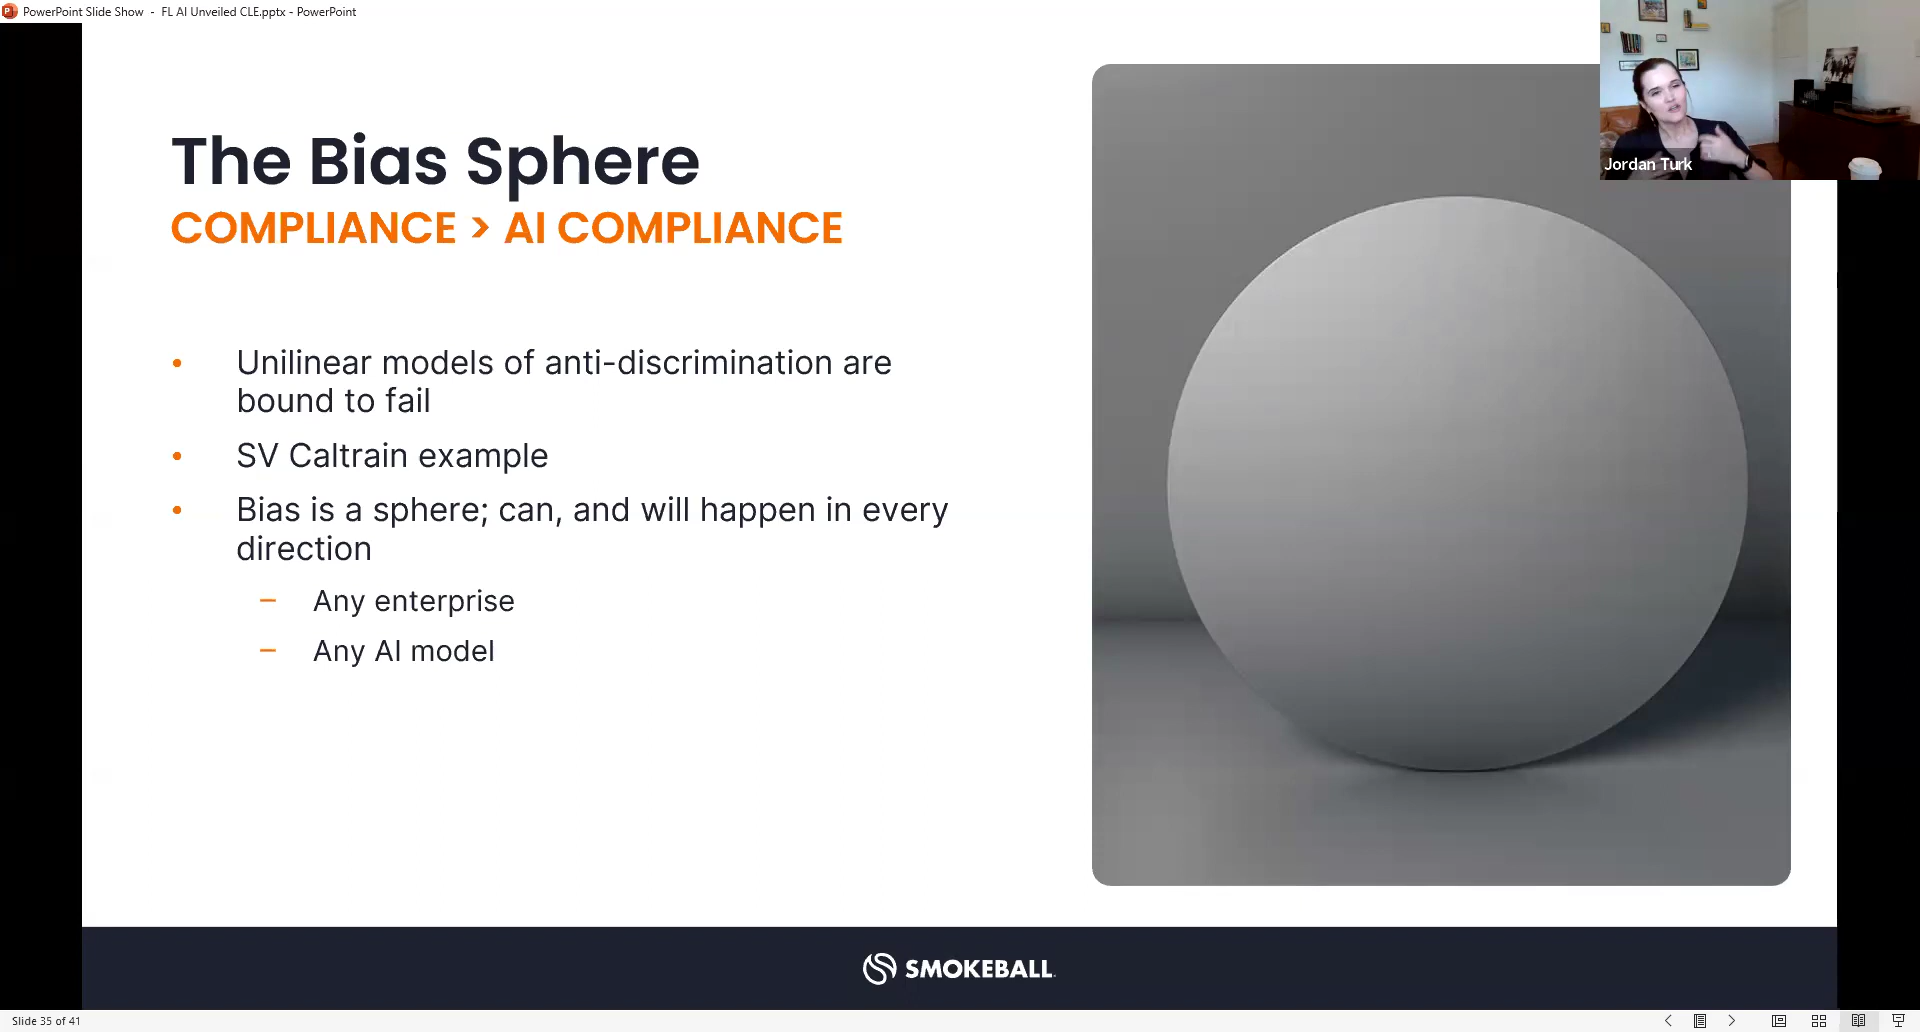 PowerPoint Slide Show - FL AI Unveiled CLE.pptx - PowerPoint
Jordan Turk
The Bias Sphere
COMPLIANCE > AI COMPLIANCE
• Unilinear models of anti-discrimination are
bound to fail
• SV Caltrain example
• Bias is a sphere; can, and will happen in every
direction
– Any enterprise
– Any AI model
SMOKEBALL
Slide 35 of 41